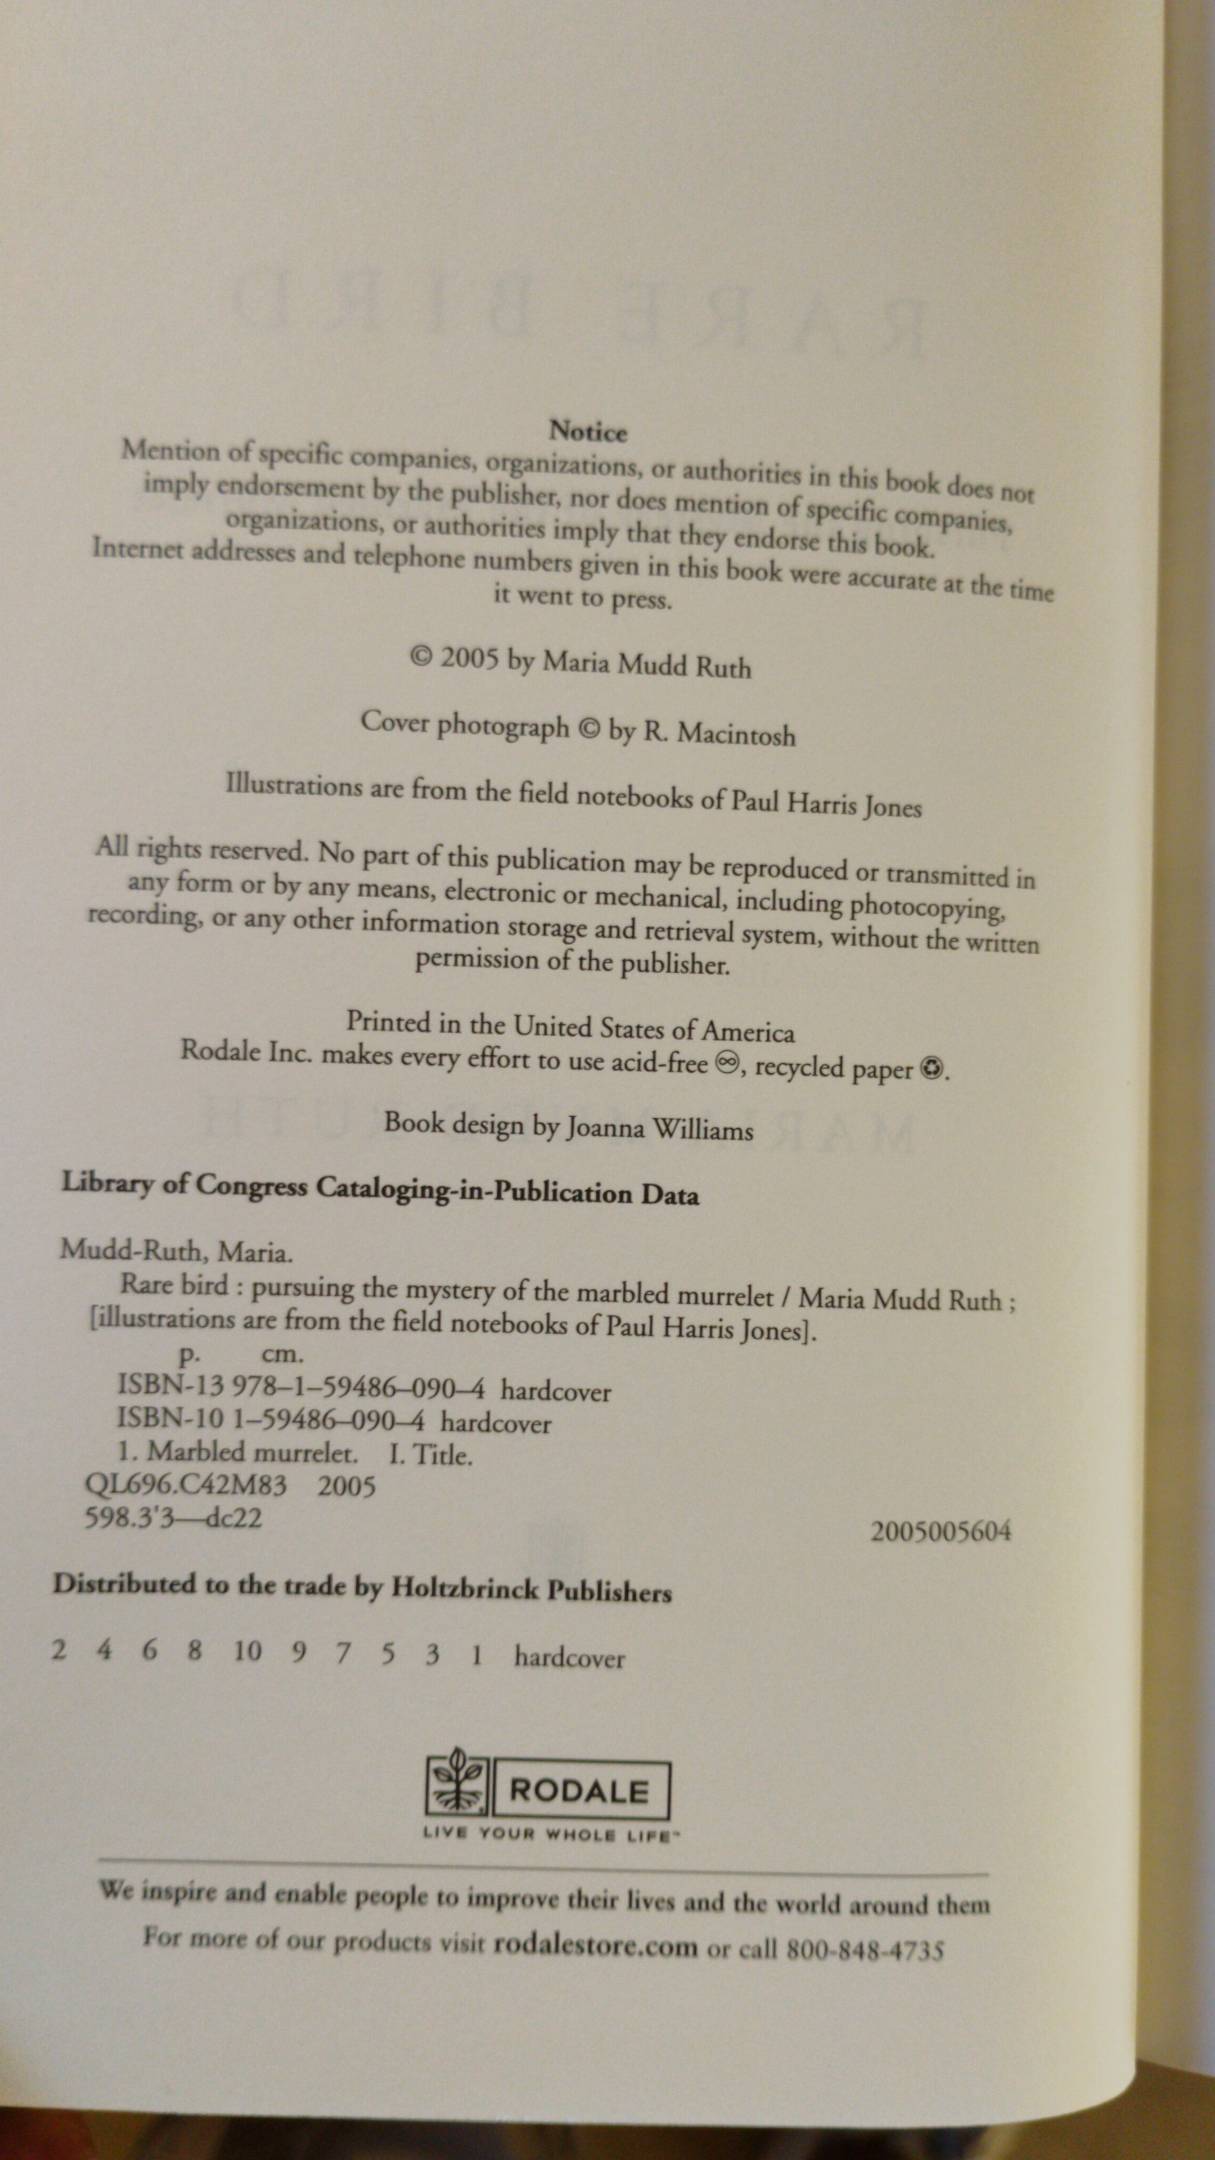 RARE BIRD
Notice
Mention of specific companies, organizations, or authorities in this book does not
imply endorsement by the publisher, nor does mention of specific companies,
organizations, or authorities imply that they endorse this book.
Internet addresses and telephone numbers given in this book were accurate at the time
it went to press.
© 2005 by Maria Mudd Ruth
Cover photograph © by R. Macintosh
Illustrations are from the field notebooks of Paul Harris Jones
All rights reserved. No part of this publication may be reproduced or transmitted in
any form or by any means, electronic or mechanical, including photocopying,
recording, or any other information storage and retrieval system, without the written
permission of the publisher.
Printed in the United States of America
Rodale Inc. makes every effort to use acid-free ♾, recycled paper ♲.
Book design by Joanna Williams
Library of Congress Cataloging-in-Publication Data
Mudd-Ruth, Maria.
Rare bird : pursuing the mystery of the marbled murrelet / Maria Mudd Ruth ;
[illustrations are from the field notebooks of Paul Harris Jones].
p. cm.
ISBN-13 978–1–59486–090–4 hardcover
ISBN-10 1–59486–090–4 hardcover
1. Marbled murrelet. I. Title.
QL696.C42M83 2005
598.3'3—dc22 2005005604
Distributed to the trade by Holtzbrinck Publishers
2 4 6 8 10 9 7 5 3 1 hardcover
RODALE
LIVE YOUR WHOLE LIFE™
We inspire and enable people to improve their lives and the world around them
For more of our products visit rodalestore.com or call 800-848-4735